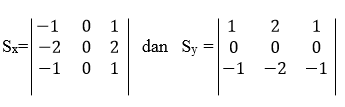 Sx= |−1 0 1|
|−2 0 2| dan Sy = |1 2 1|
|−1 0 1| |0 0 0|
|−1 −2 −1|